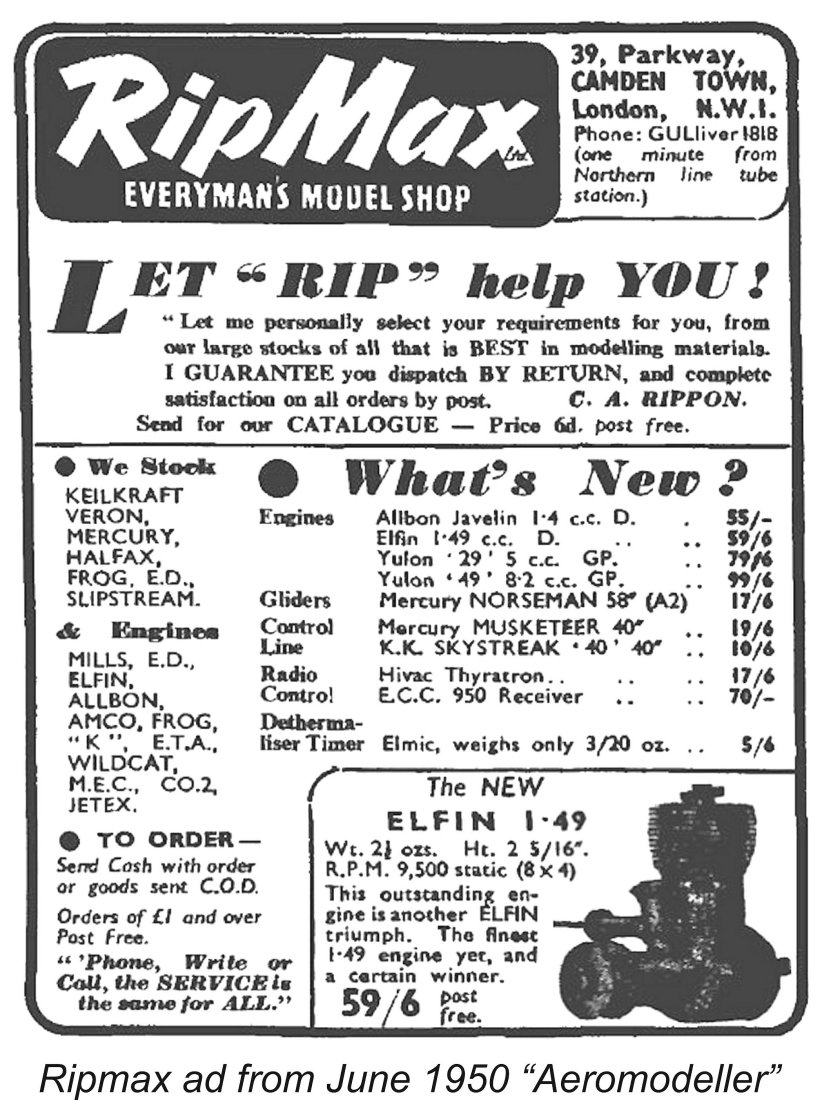 RipMax Ltd.
EVERYMAN'S MODEL SHOP
39, Parkway,
CAMDEN TOWN,
London, N.W.1.
Phone: GULliver 1818
(one minute from
Northern line tube
station.)
LET “RIP” help YOU!
“Let me personally select your requirements for you, from
our large stocks of all that is BEST in modelling materials.
I GUARANTEE you dispatch BY RETURN, and complete
satisfaction on all orders by post. C. A. RIPPON.
Send for our CATALOGUE — Price 6d. post free.
● We Stock
KEILKRAFT
VERON,
MERCURY,
HALFAX,
FROG, E.D.,
SLIPSTREAM.
& Engines
MILLS, E.D.,
ELFIN,
ALLBON,
AMCO, FROG,
“K”, E.T.A.,
WILDCAT,
M.E.C., CO.2,
JETEX.
● TO ORDER—
Send Cash with order
or goods sent C.O.D.
Orders of £1 and over
Post Free.
“'Phone, Write or
Call, the SERVICE is
the same for ALL.”
● What's New?
Engines Allbon Javelin 1·4 c.c. D. . 55/-
Elfin 1·49 c.c. D. .. .. 59/6
Yulon ‘29’ 5 c.c. GP. .. 79/6
Yulon ‘49’ 8·2 c.c. GP. .. 99/6
Gliders Mercury NORSEMAN 58″ (A2) 17/6
Control Mercury MUSKETEER 40″ .. 19/6
Line K.K. SKYSTREAK ‘40’ 40″ .. 10/6
Radio Hivac Thyratron.. .. .. 17/6
Control E.C.C. 950 Receiver .. .. 70/-
Detherma-
liser Timer Elmic, weighs only 3/20 oz. .. 5/6
The NEW
ELFIN 1·49
Wt. 2½ ozs. Ht. 2 5/16″.
R.P.M. 9,500 static (8 x 4)
This outstanding en-
gine is another ELFIN
triumph. The finest
1·49 engine yet, and
a certain winner.
59/6 post
free.
Ripmax ad from June 1950 “Aeromodeller”